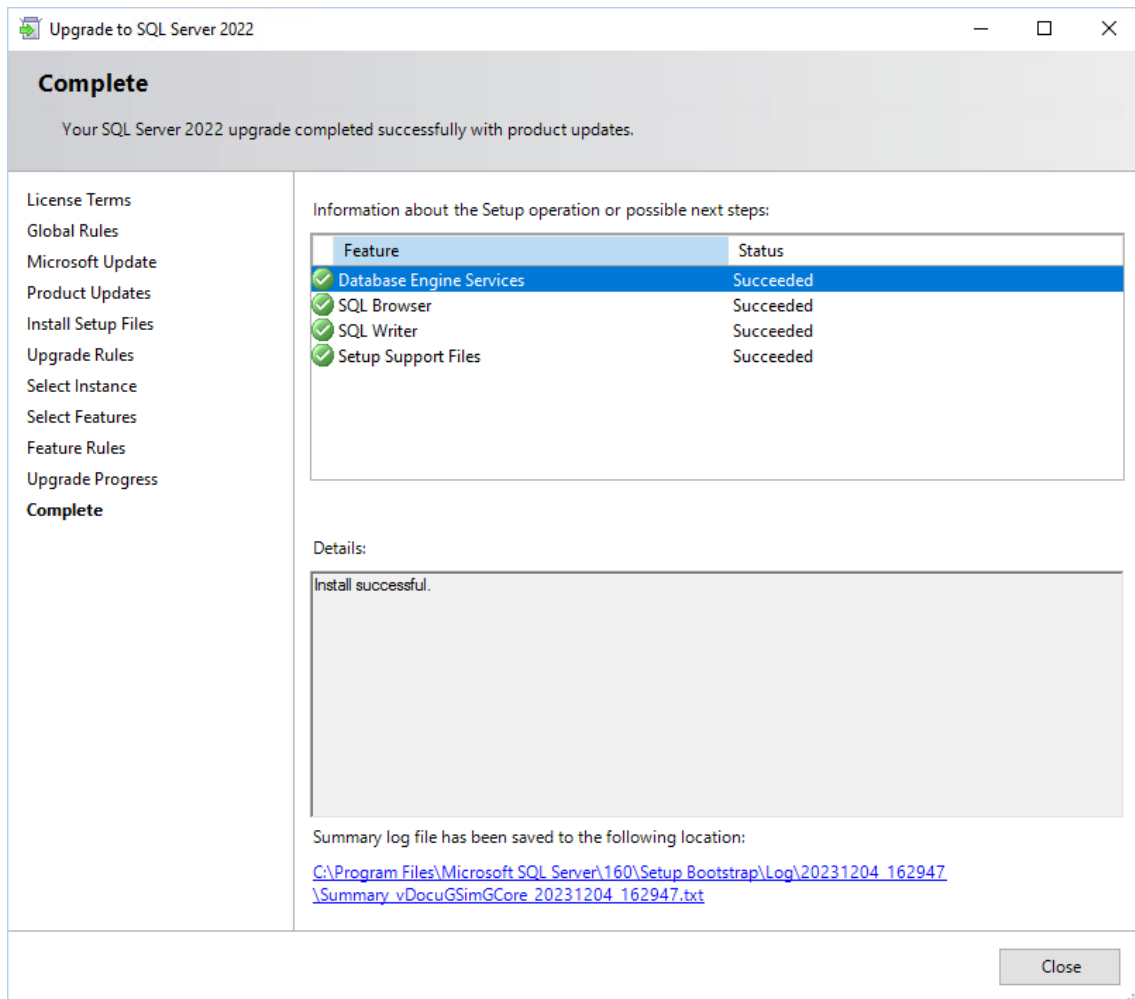 Upgrade to SQL Server 2022
Complete
Your SQL Server 2022 upgrade completed successfully with product updates.
License Terms
Global Rules
Microsoft Update
Product Updates
Install Setup Files
Upgrade Rules
Select Instance
Select Features
Feature Rules
Upgrade Progress
Complete
Information about the Setup operation or possible next steps:
Feature Status
Database Engine Services Succeeded
SQL Browser Succeeded
SQL Writer Succeeded
Setup Support Files Succeeded
Details:
Install successful.
Summary log file has been saved to the following location:
C:\Program Files\Microsoft SQL Server\160\Setup Bootstrap\Log\20231204_162947
\Summary_vDocuGSimGCore_20231204_162947.txt
Close